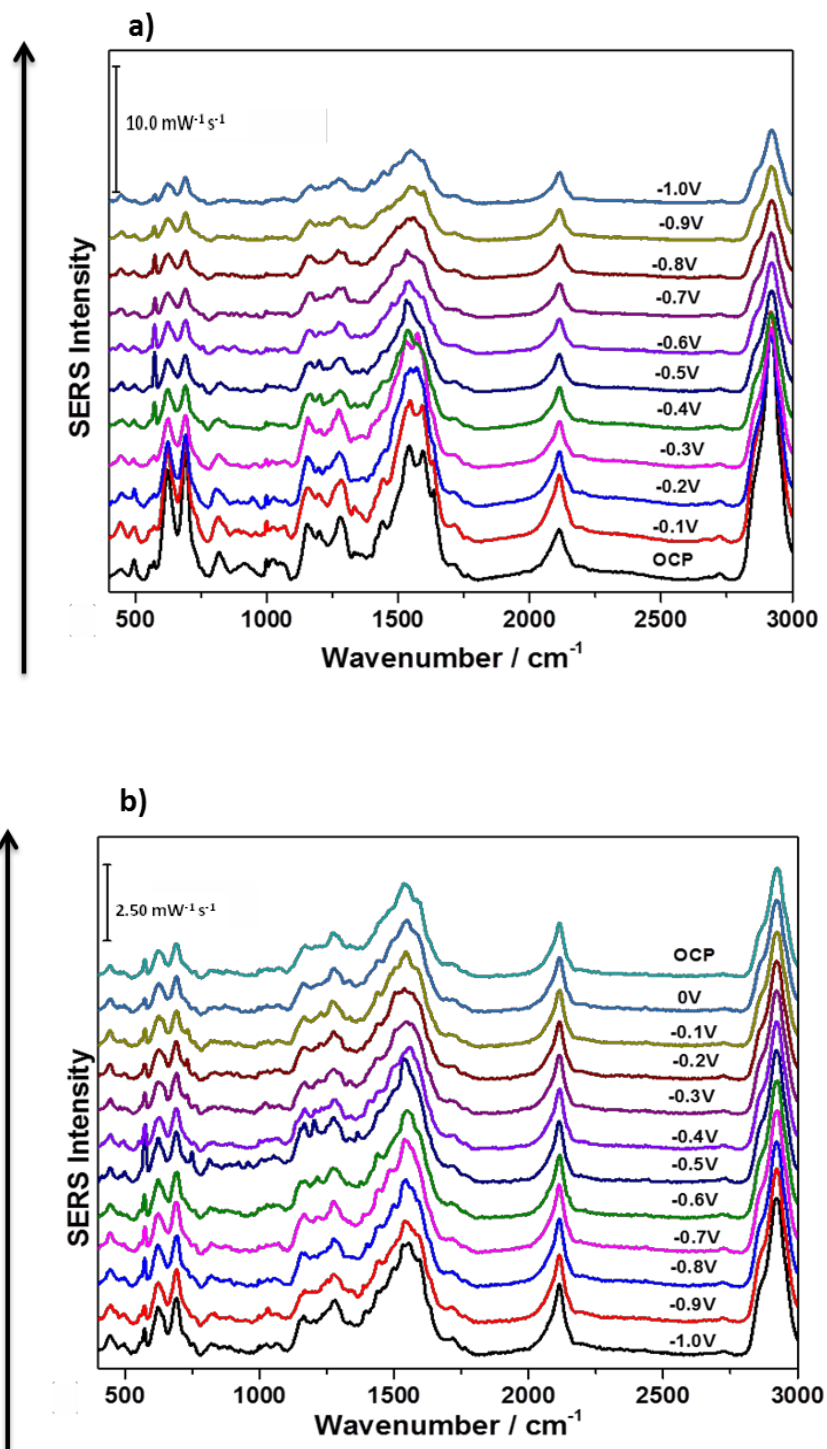 a)
10.0 mW⁻¹ s⁻¹
-1.0V
-0.9V
-0.8V
-0.7V
-0.6V
-0.5V
-0.4V
-0.3V
-0.2V
-0.1V
OCP
SERS Intensity
500 1000 1500 2000 2500 3000
Wavenumber / cm⁻¹
b)
2.50 mW⁻¹ s⁻¹
OCP
0V
-0.1V
-0.2V
-0.3V
-0.4V
-0.5V
-0.6V
-0.7V
-0.8V
-0.9V
-1.0V
SERS Intensity
500 1000 1500 2000 2500 3000
Wavenumber / cm⁻¹